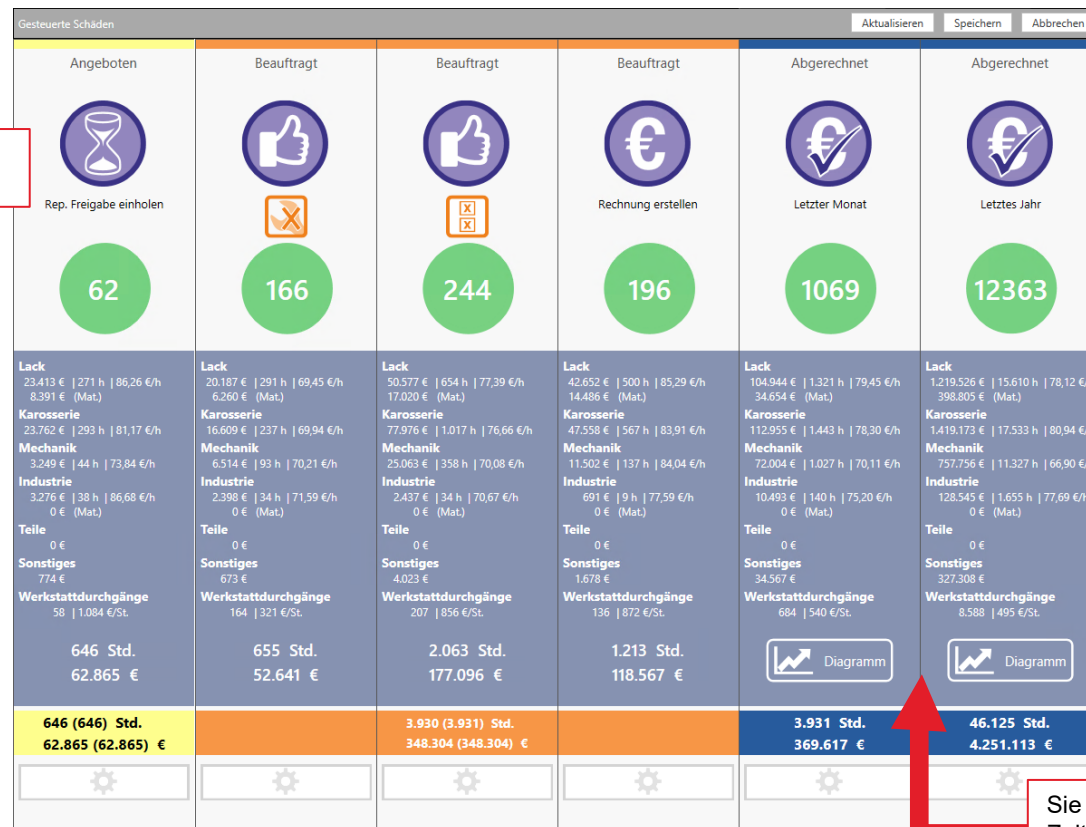 Gesteuerte Schäden
Aktualisieren
Speichern
Abbrechen
Angeboten
Rep. Freigabe einholen
62
Lack
23.413 € | 271 h | 86,26 €/h
8.391 € (Mat.)
Karosserie
23.762 € | 293 h | 81,17 €/h
Mechanik
3.249 € | 44 h | 73,84 €/h
Industrie
3.276 € | 38 h | 86,68 €/h
0 € (Mat.)
Teile
0 €
Sonstiges
774 €
Werkstattdurchgänge
58 | 1.084 €/St.
646 Std.
62.865 €
646 (646) Std.
62.865 (62.865) €
Beauftragt
X
166
Lack
20.187 € | 291 h | 69,45 €/h
6.260 € (Mat.)
Karosserie
16.609 € | 237 h | 69,94 €/h
Mechanik
6.514 € | 93 h | 70,21 €/h
Industrie
2.398 € | 34 h | 71,59 €/h
0 € (Mat.)
Teile
0 €
Sonstiges
673 €
Werkstattdurchgänge
164 | 321 €/St.
655 Std.
52.641 €
Beauftragt
X
X
244
Lack
50.577 € | 654 h | 77,39 €/h
17.020 € (Mat.)
Karosserie
77.976 € | 1.017 h | 76,66 €/h
Mechanik
25.063 € | 358 h | 70,08 €/h
Industrie
2.437 € | 34 h | 70,67 €/h
0 € (Mat.)
Teile
0 €
Sonstiges
4.023 €
Werkstattdurchgänge
207 | 856 €/St.
2.063 Std.
177.096 €
3.930 (3.931) Std.
348.304 (348.304) €
Beauftragt
€
Rechnung erstellen
196
Lack
42.652 € | 500 h | 85,29 €/h
14.486 € (Mat.)
Karosserie
47.558 € | 567 h | 83,91 €/h
Mechanik
11.502 € | 137 h | 84,04 €/h
Industrie
691 € | 9 h | 77,59 €/h
0 € (Mat.)
Teile
0 €
Sonstiges
1.678 €
Werkstattdurchgänge
136 | 872 €/St.
1.213 Std.
118.567 €
Abgerechnet
€
Letzter Monat
1069
Lack
104.944 € | 1.321 h | 79,45 €/h
34.654 € (Mat.)
Karosserie
112.955 € | 1.443 h | 78,30 €/h
Mechanik
72.004 € | 1.027 h | 70,11 €/h
Industrie
10.493 € | 140 h | 75,20 €/h
0 € (Mat.)
Teile
0 €
Sonstiges
34.567 €
Werkstattdurchgänge
684 | 540 €/St.
Diagramm
3.931 Std.
369.617 €
Abgerechnet
€
Letztes Jahr
12363
Lack
1.219.526 € | 15.610 h | 78,12 €/
398.805 € (Mat.)
Karosserie
1.419.173 € | 17.533 h | 80,94 €/
Mechanik
757.756 € | 11.327 h | 66,90 €/
Industrie
128.545 € | 1.655 h | 77,69 €/h
0 € (Mat.)
Teile
0 €
Sonstiges
327.308 €
Werkstattdurchgänge
8.588 | 495 €/St.
Diagramm
46.125 Std.
4.251.113 €
Sie